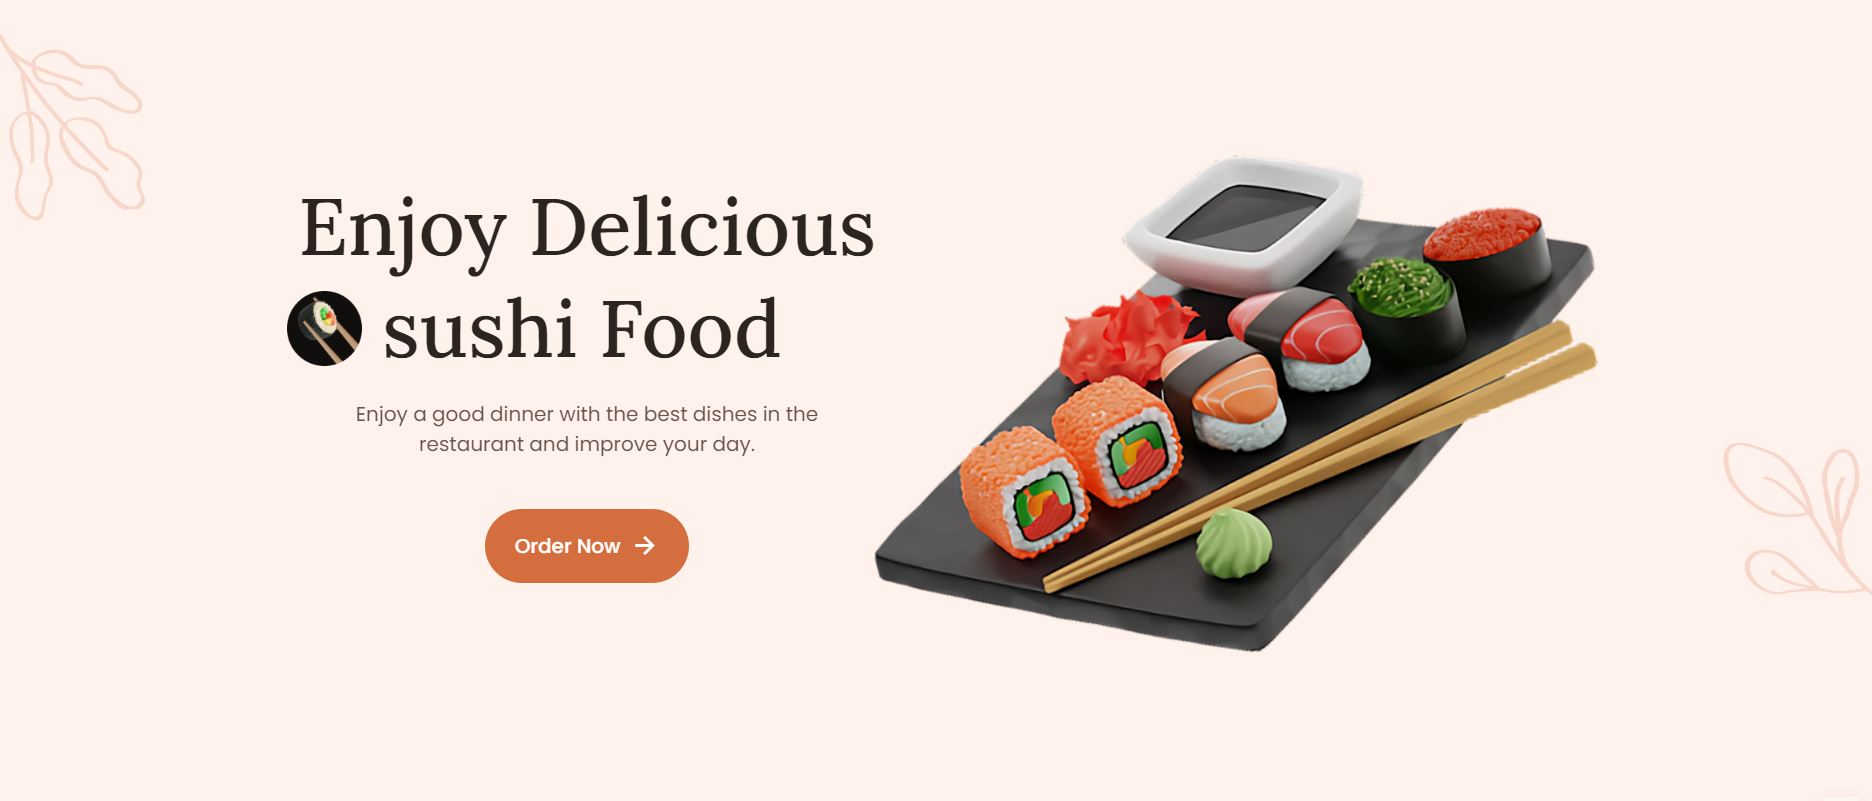 Enjoy Delicious
sushi Food
Enjoy a good dinner with the best dishes in the
restaurant and improve your day.
Order Now